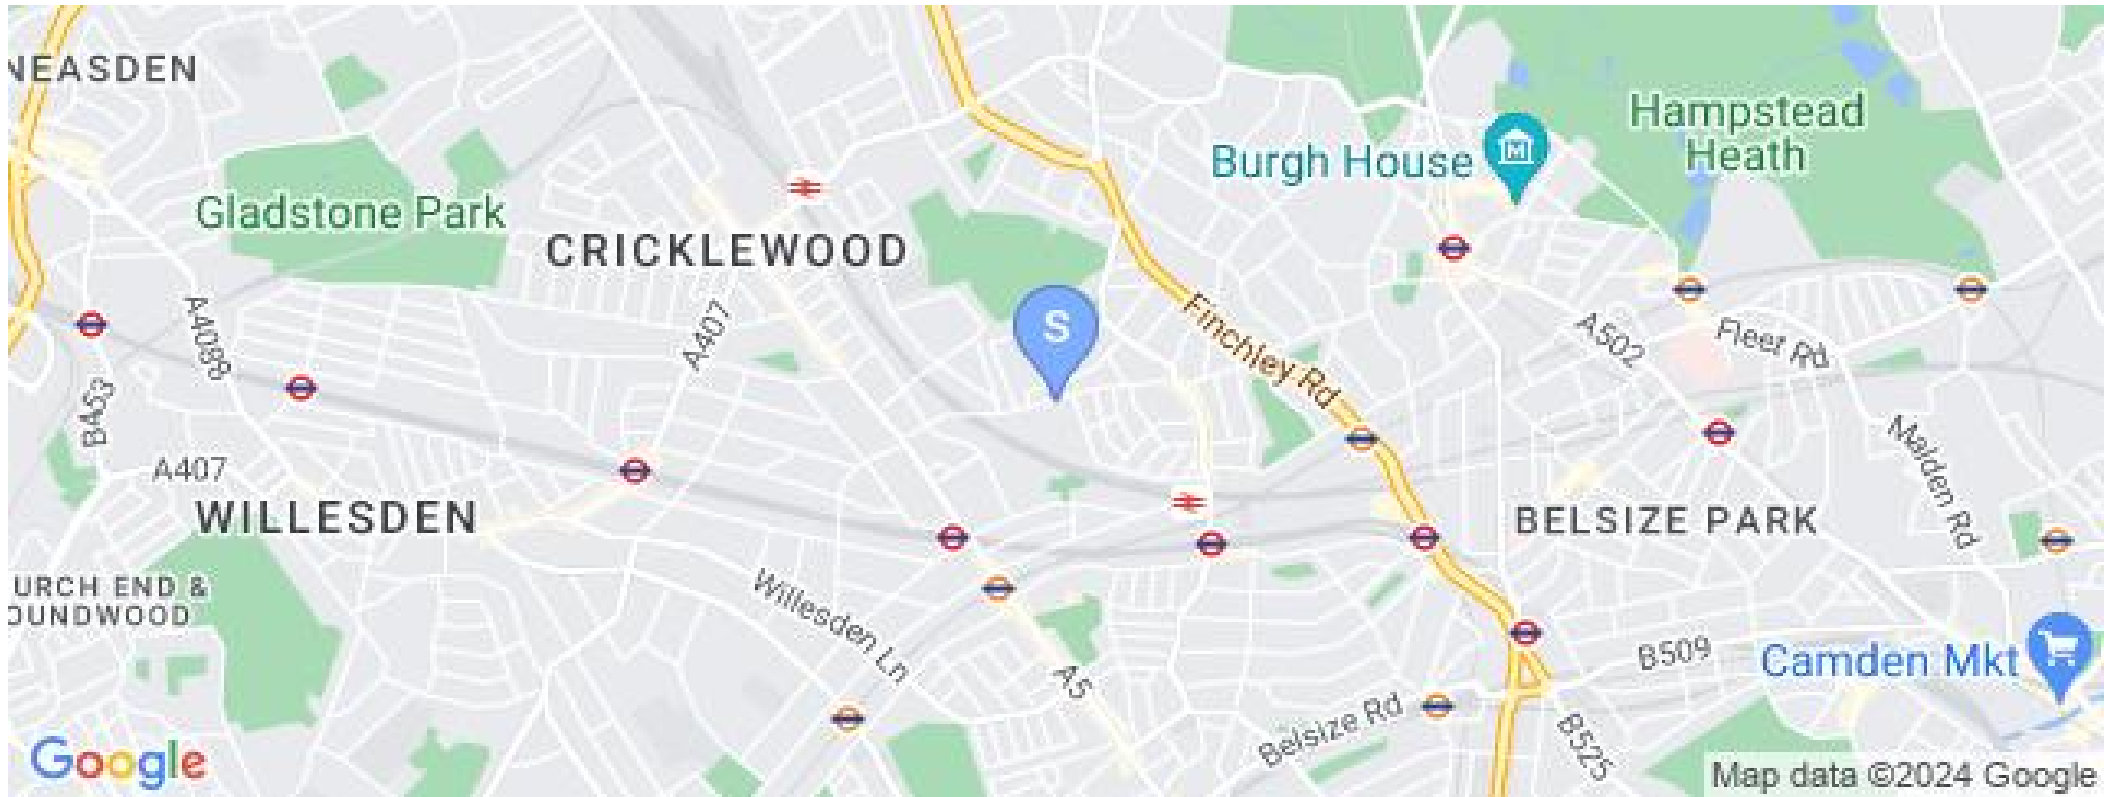 NEASDEN
Hampstead
Heath
Burgh House
M
Gladstone Park
CRICKLEWOOD
S
Finchley Rd
A4088
A407
A502
Fleet Rd
B453
A407
Maiden Rd
WILLESDEN
BELSIZE PARK
URCH END &
OUNDWOOD
Willesden Ln
A5
B509
Camden Mkt
Belsize Rd
B525
Google
Map data ©2024 Google